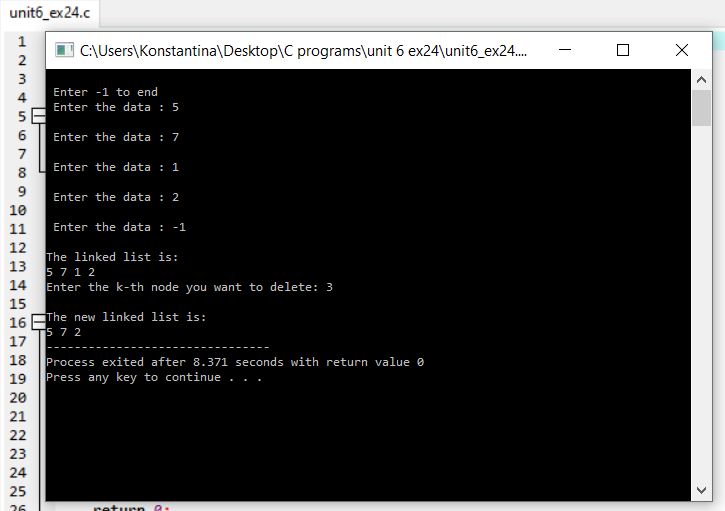 unit6_ex24.c
C:\Users\Konstantina\Desktop\C programs\unit 6 ex24\unit6_ex24....
1
2
3
4
5
6
7
8
9
10
11
12
13
14
15
16
17
18
19
20
21
22
23
24
25
26
Enter -1 to end
Enter the data : 5
Enter the data : 7
Enter the data : 1
Enter the data : 2
Enter the data : -1
The linked list is:
5 7 1 2
Enter the k-th node you want to delete: 3
The new linked list is:
5 7 2
--------------------------------
Process exited after 8.371 seconds with return value 0
Press any key to continue . . .
return 0;